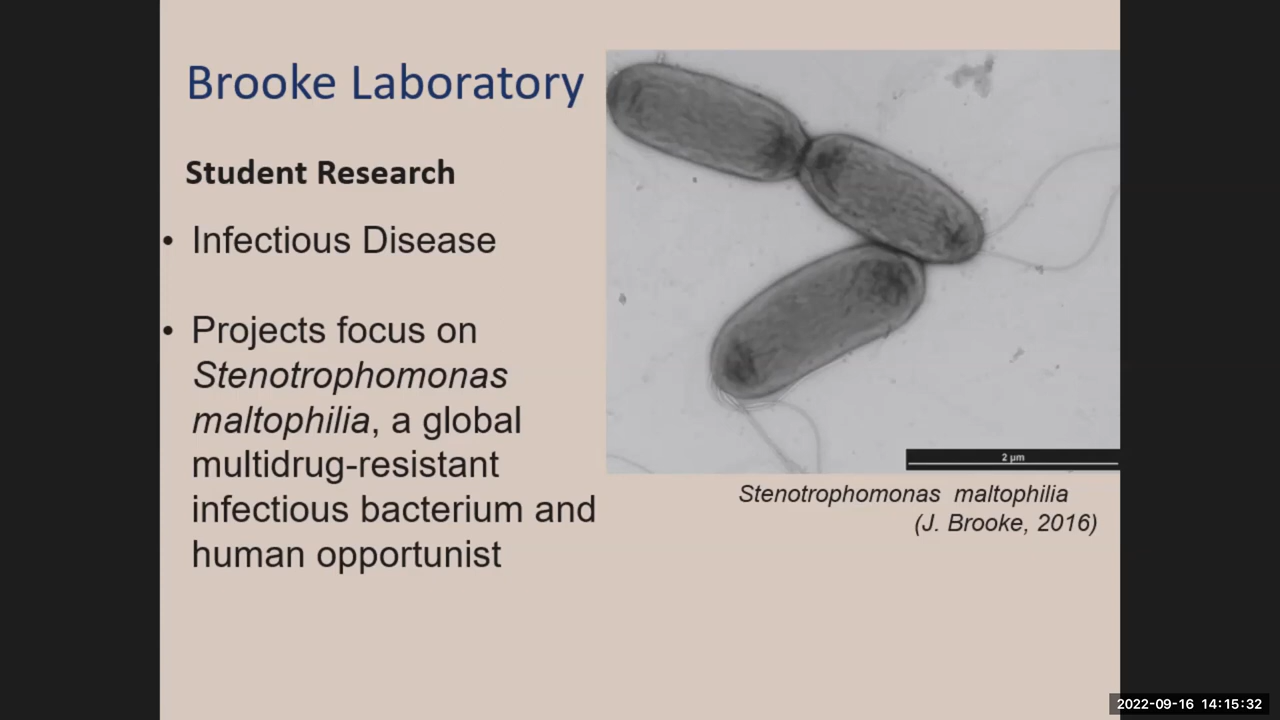 Brooke Laboratory
Student Research
• Infectious Disease
• Projects focus on
Stenotrophomonas
maltophilia, a global
multidrug-resistant
infectious bacterium and
human opportunist
2 µm
Stenotrophomonas maltophilia
(J. Brooke, 2016)
2022-09-16 14:15:32